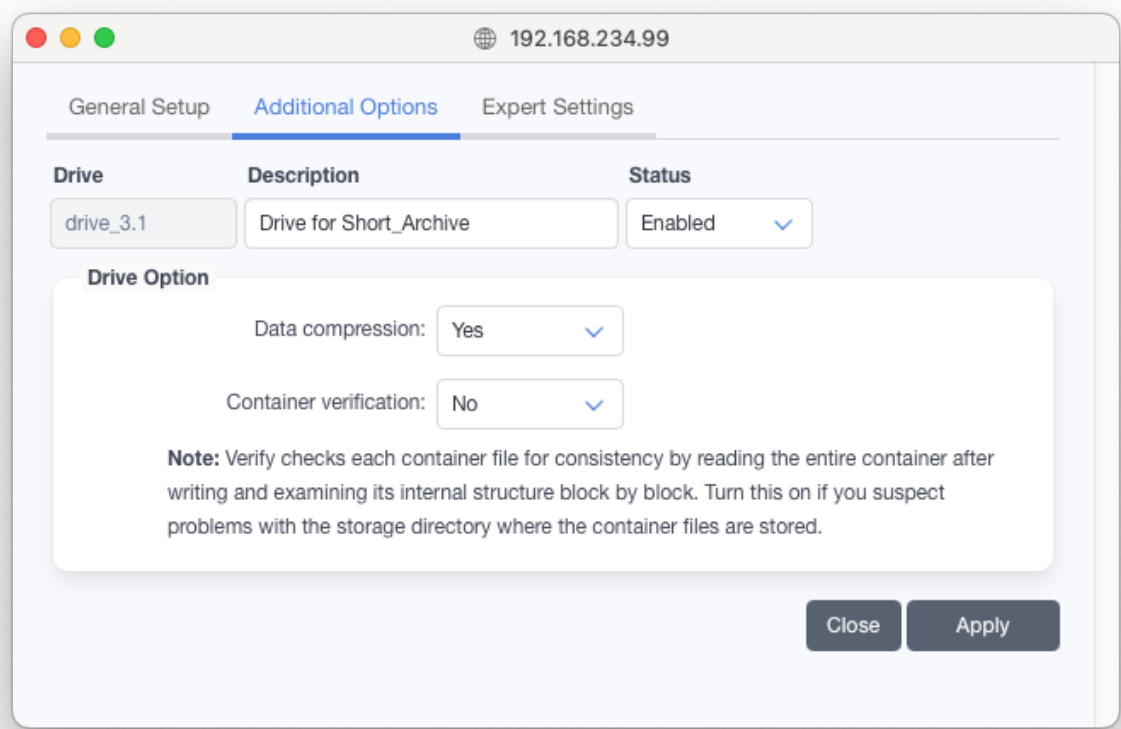 192.168.234.99
General Setup Additional Options Expert Settings
Drive Description Status
drive_3.1 Drive for Short_Archive Enabled
Drive Option
Data compression: Yes
Container verification: No
Note: Verify checks each container file for consistency by reading the entire container after
writing and examining its internal structure block by block. Turn this on if you suspect
problems with the storage directory where the container files are stored.
Close Apply